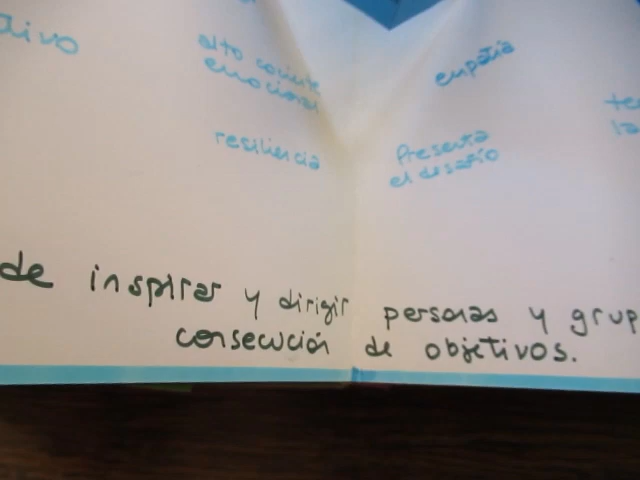 alto cociente
emocional
empatía
resiliencia
Presenta
el desafío
de inspirar y dirigir personas y grup
consecución de objetivos.